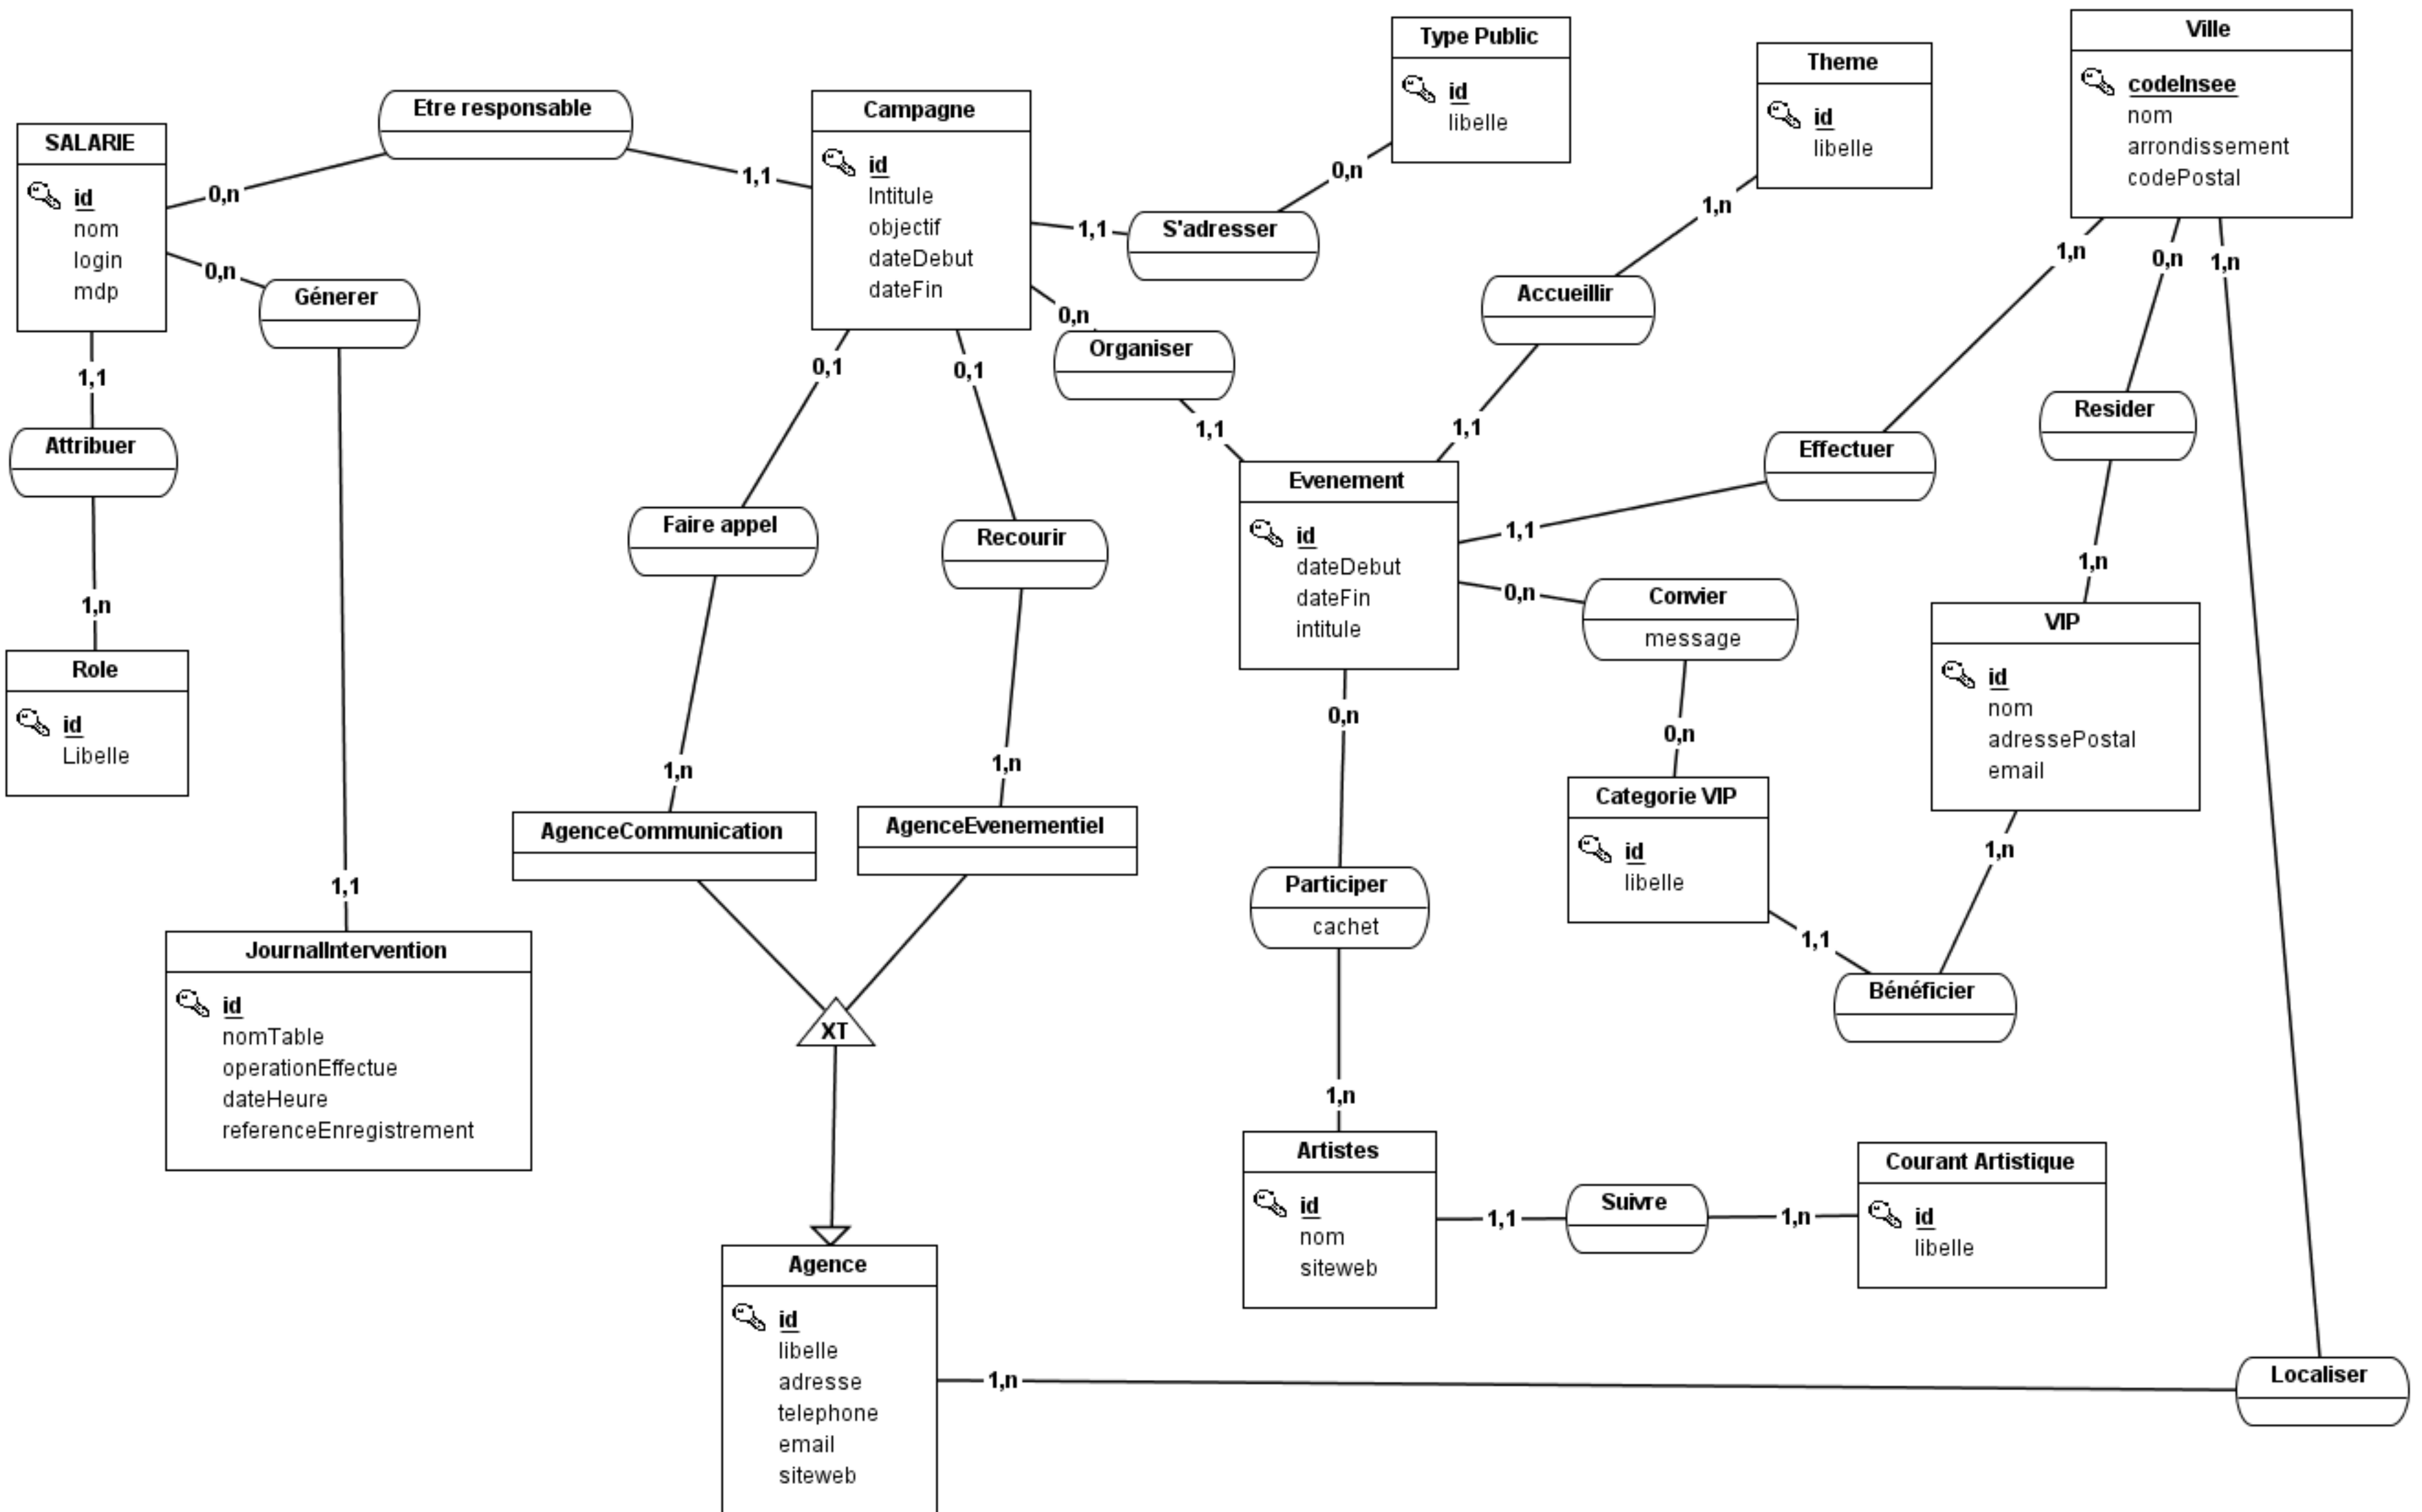 Type Public
id
libelle
Theme
id
libelle
Ville
codeInsee
nom
arrondissement
codePostal
Etre responsable
Campagne
id
Intitule
objectif
dateDebut
dateFin
SALARIE
id
nom
login
mdp
0,n
1,1
0,n
1,1
S'adresser
1,n
1,n
0,n
1,n
0,n
Génerer
Accueillir
0,n
Organiser
1,1
0,1
0,1
1,1
1,1
Resider
Attribuer
Effectuer
Evenement
id
dateDebut
dateFin
intitule
Faire appel
Recourir
1,1
0,n
Convier
message
1,n
1,n
VIP
id
nom
adressePostal
email
Role
id
Libelle
0,n
0,n
1,n
1,n
Categorie VIP
id
libelle
AgenceCommunication
AgenceEvenementiel
1,n
1,1
Participer
cachet
1,1
JournalIntervention
id
nomTable
operationEffectue
dateHeure
referenceEnregistrement
Bénéficier
XT
1,n
Artistes
id
nom
siteweb
1,1
Suivre
1,n
Courant Artistique
id
libelle
Agence
id
libelle
adresse
telephone
email
siteweb
1,n
Localiser